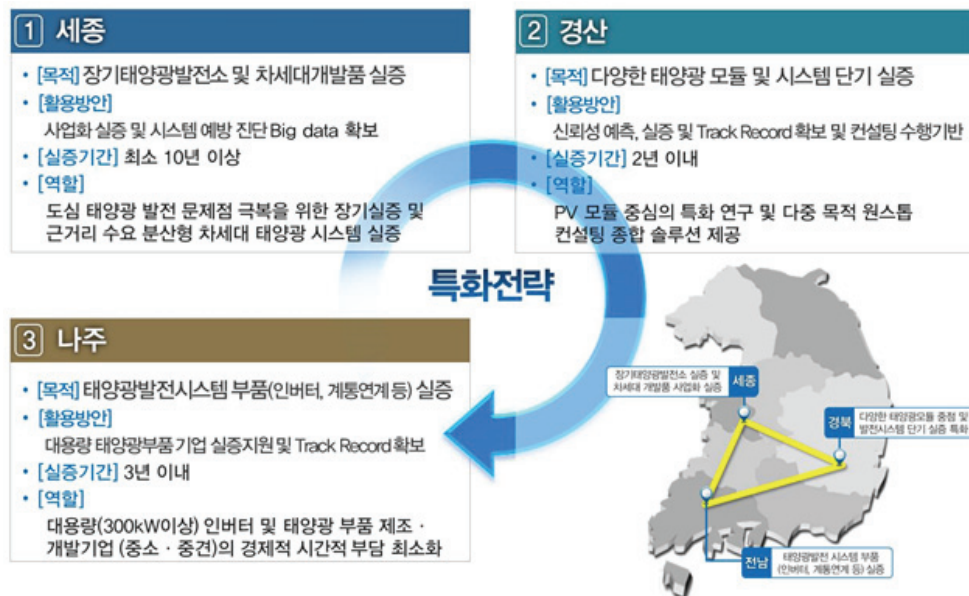 1 세종
• [목적] 장기태양광발전소 및 차세대개발품 실증
• [활용방안]
사업화 실증 및 시스템 예방 진단 Big data 확보
• [실증기간] 최소 10년 이상
• [역할]
도심 태양광 발전 문제점 극복을 위한 장기실증 및
근거리 수요 분산형 차세대 태양광 시스템 실증
2 경산
• [목적] 다양한 태양광 모듈 및 시스템 단기 실증
• [활용방안]
신뢰성 예측, 실증 및 Track Record 확보 및 컨설팅 수행기반
• [실증기간] 2년 이내
• [역할]
PV 모듈 중심의 특화 연구 및 다중 목적 원스톱
컨설팅 종합 솔루션 제공
특화전략
3 나주
• [목적] 태양광발전시스템 부품(인버터, 계통연계 등) 실증
• [활용방안]
대용량 태양광부품 기업 실증지원 및 Track Record 확보
• [실증기간] 3년 이내
• [역할]
대용량(300kW이상) 인버터 및 태양광 부품 제조 ·
개발기업 (중소 · 중견)의 경제적 시간적 부담 최소화
장기태양광발전소 실증 및
차세대 개발품 사업화 실증
세종
경북
다양한 태양광모듈 중점 및
발전시스템 단기 실증 특화
전남
태양광발전 시스템 부품
(인버터, 계통연계 등) 실증